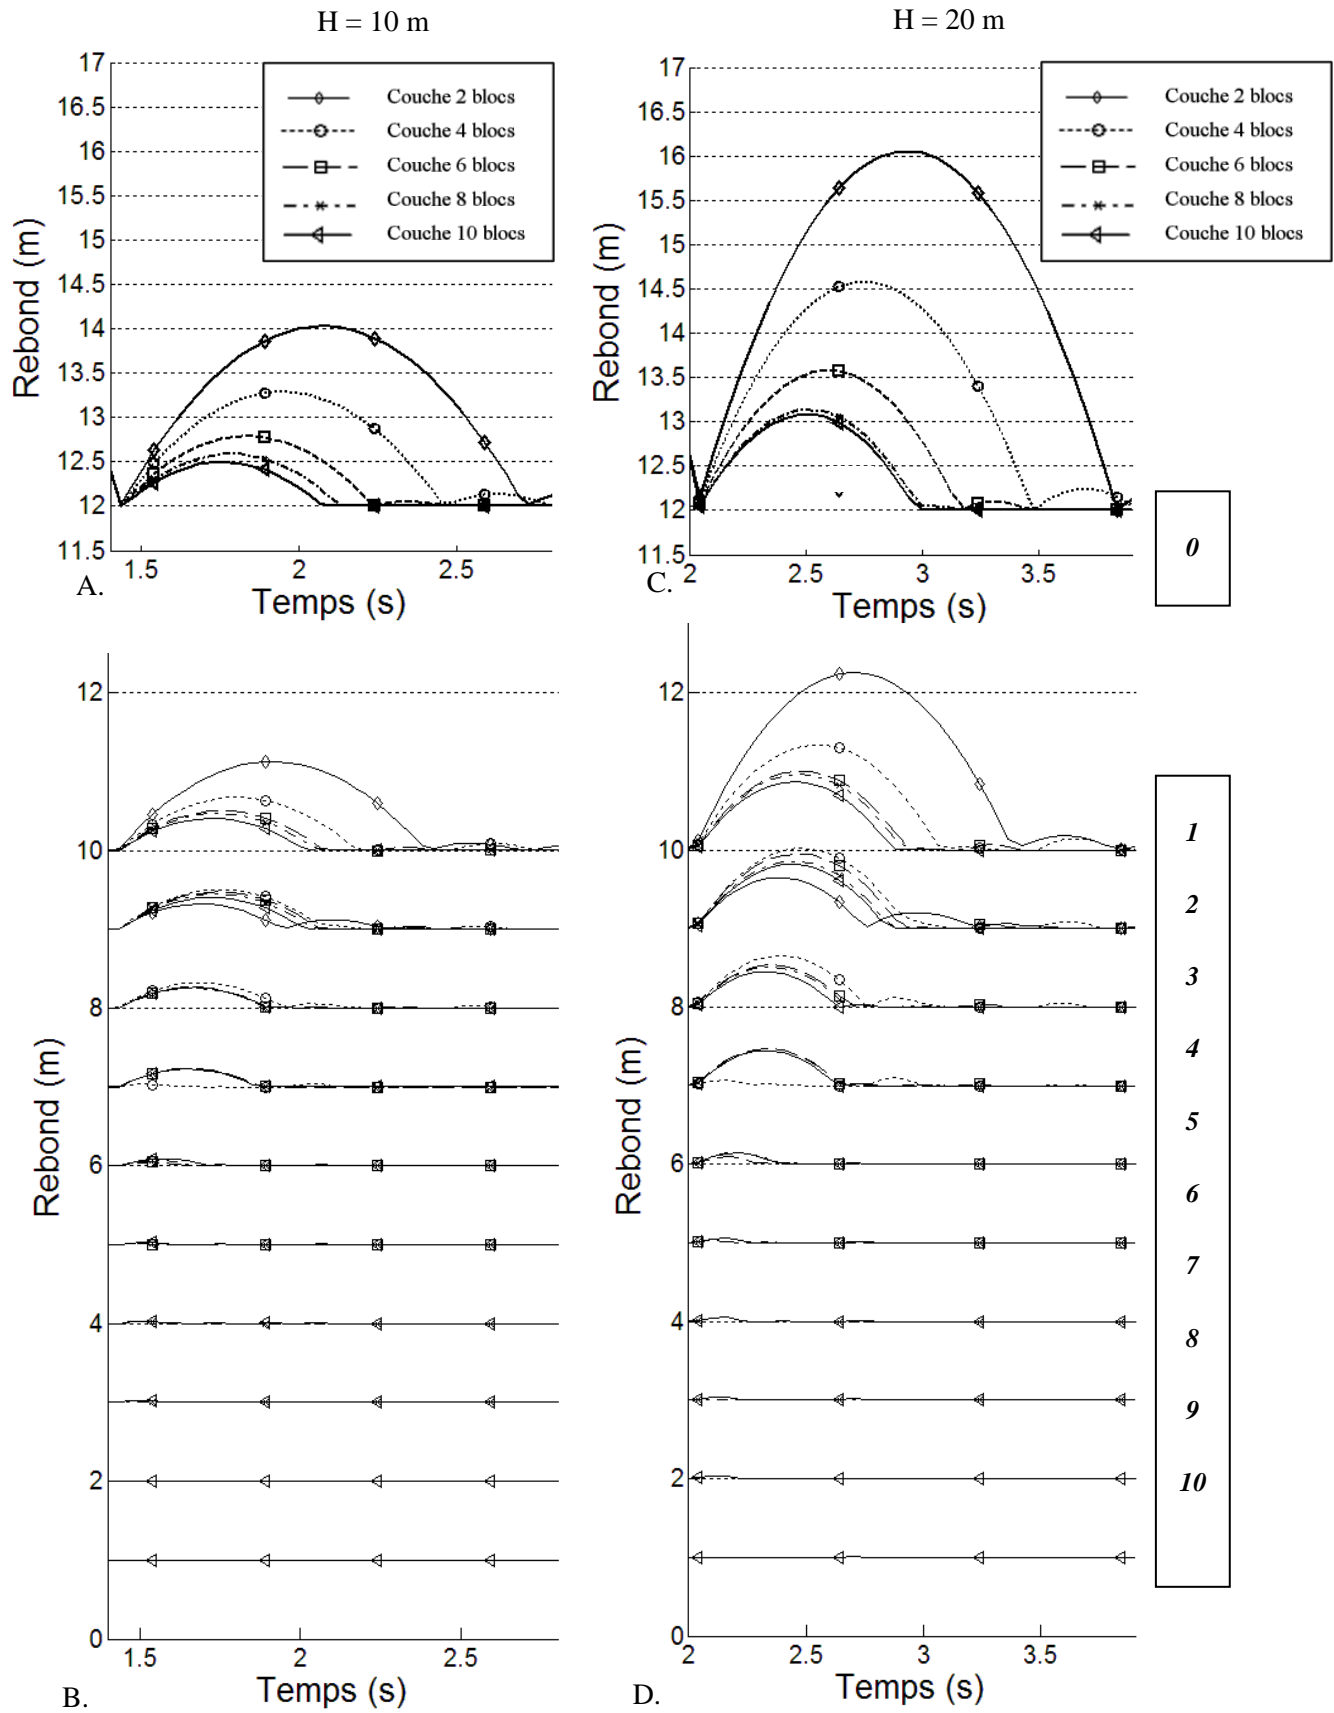 H = 10 m
H = 20 m
17
16.5
16
15.5
15
14.5
14
13.5
13
12.5
12
11.5
Rebond (m)
Couche 2 blocs
Couche 4 blocs
Couche 6 blocs
Couche 8 blocs
Couche 10 blocs
1.5
2
2.5
A.
Temps (s)
17
16.5
16
15.5
15
14.5
14
13.5
13
12.5
12
11.5
Rebond (m)
Couche 2 blocs
Couche 4 blocs
Couche 6 blocs
Couche 8 blocs
Couche 10 blocs
2
2.5
3
3.5
C.
Temps (s)
0
12
10
8
6
4
2
0
Rebond (m)
1.5
2
2.5
B.
Temps (s)
12
10
8
6
4
2
0
Rebond (m)
2
2.5
3
3.5
D.
Temps (s)
1
2
3
4
5
6
7
8
9
10